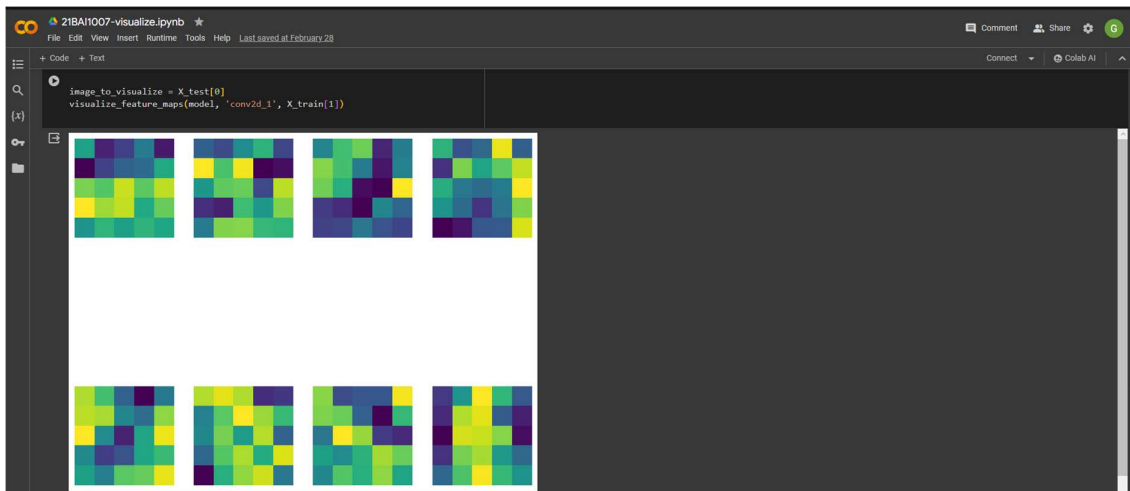 21BAI1007-visualize.ipynb
Comment Share G
File Edit View Insert Runtime Tools Help Last saved at February 28
+ Code + Text
Connect Colab AI
image_to_visualize = X_test[0]
visualize_feature_maps(model, 'conv2d_1', X_train[1])
{x}